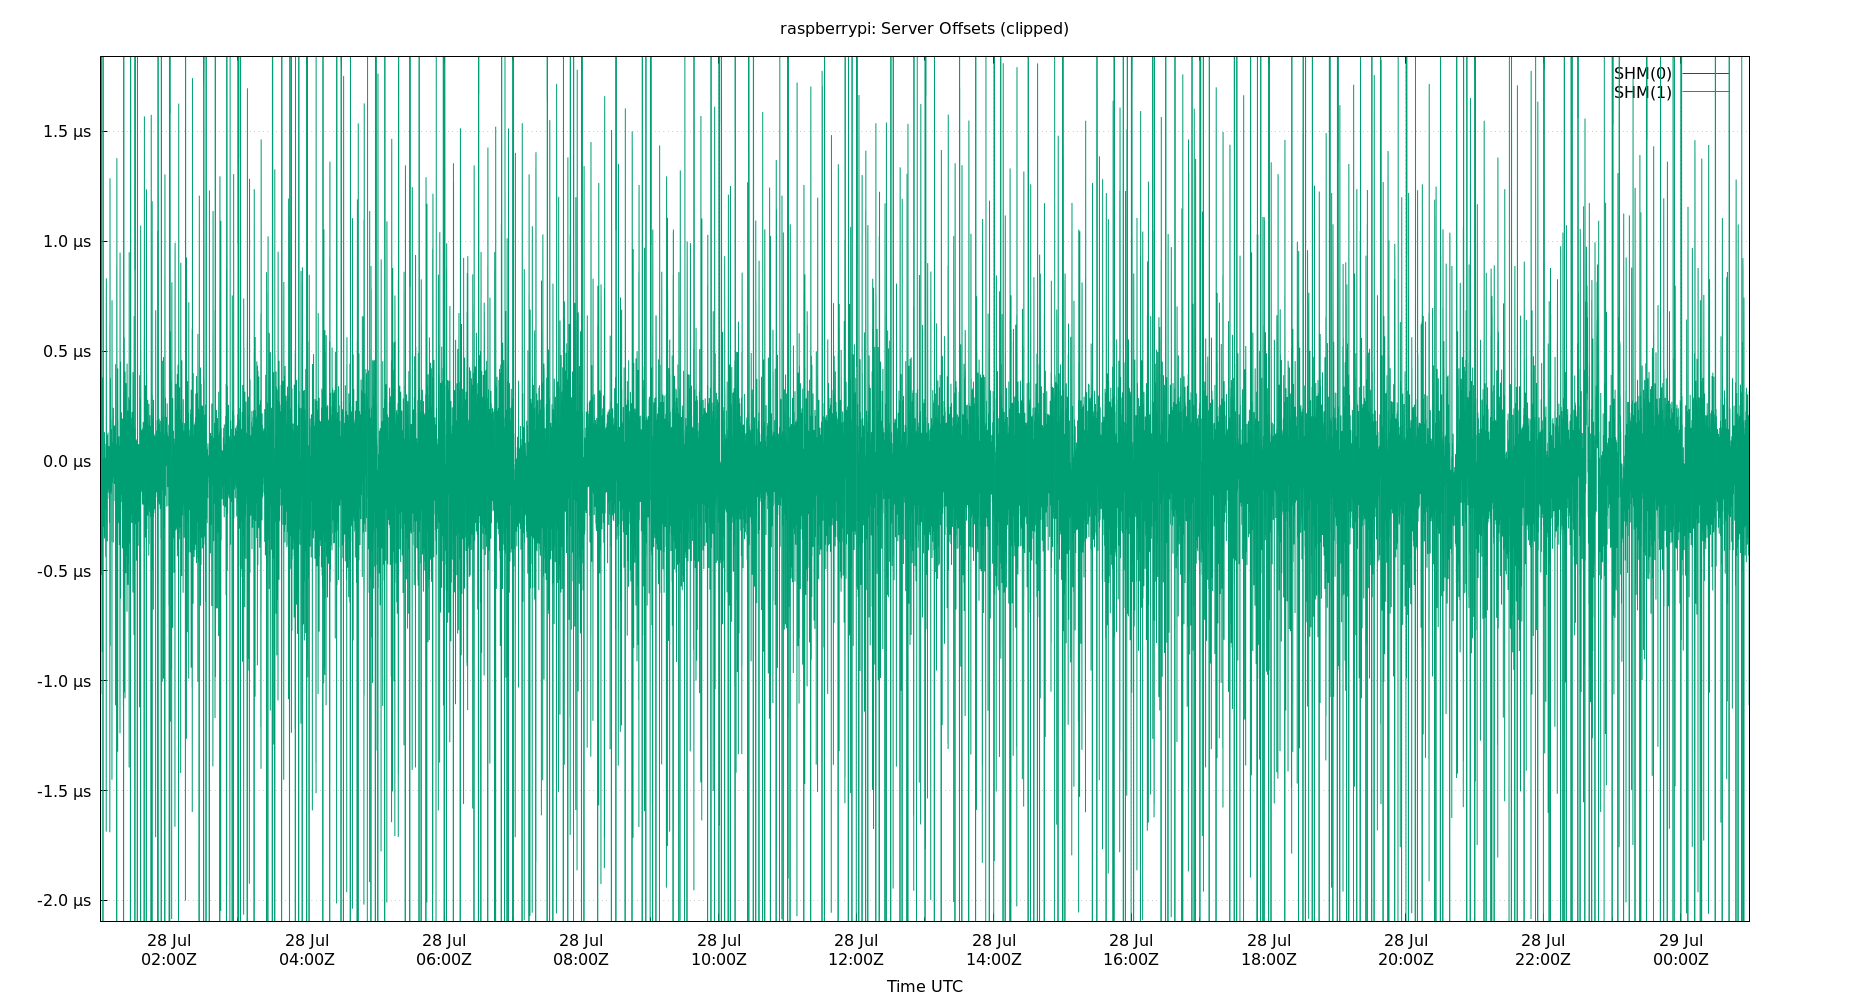 raspberrypi: Server Offsets (clipped)
SHM(0)
SHM(1)
1.5 µs
1.0 µs
0.5 µs
0.0 µs
-0.5 µs
-1.0 µs
-1.5 µs
-2.0 µs
28 Jul 28 Jul 28 Jul 28 Jul 28 Jul 28 Jul 28 Jul 28 Jul 28 Jul 28 Jul 28 Jul 29 Jul
02:00Z 04:00Z 06:00Z 08:00Z 10:00Z 12:00Z 14:00Z 16:00Z 18:00Z 20:00Z 22:00Z 00:00Z
Time UTC